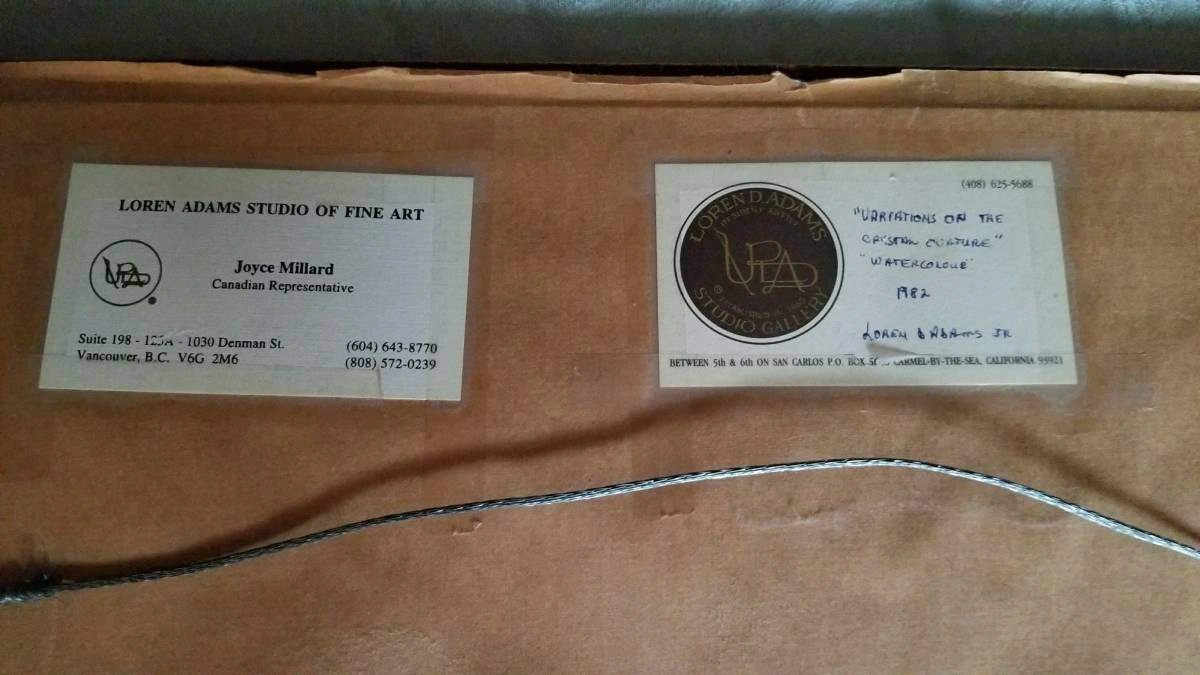 LOREN ADAMS STUDIO OF FINE ART
Joyce Millard
Canadian Representative
Suite 198 - - 1030 Denman St.
(604) 643-8770
Vancouver, B.C. V6G 2M6
(808) 572-0239
(408) 625-5688
LOREN D. ADAMS
STUDIO GALLERY
"VARIATIONS ON THE
"WATERCOLOUR"
1982
LOREN D ADAMS JR
BETWEEN 5th & 6th ON SAN CARLOS P.O. BOX CARMEL-BY-THE-SEA, CALIFORNIA 93921